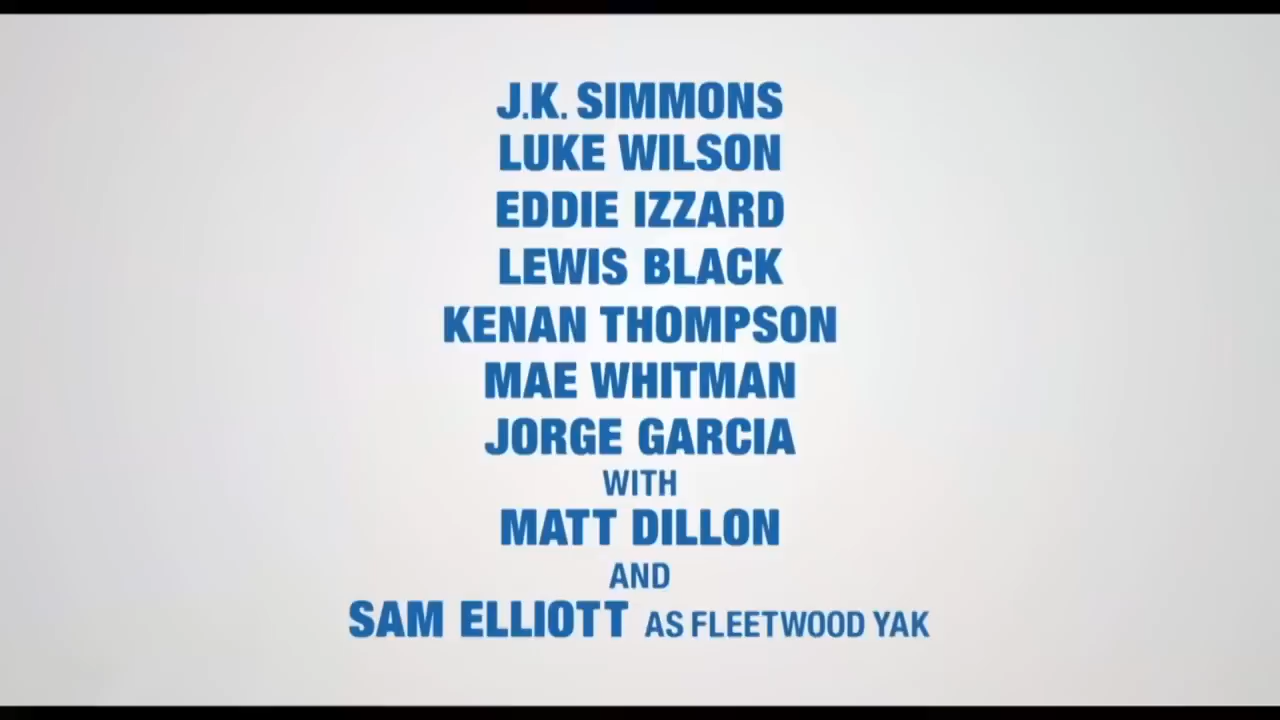 J.K. SIMMONS
LUKE WILSON
EDDIE IZZARD
LEWIS BLACK
KENAN THOMPSON
MAE WHITMAN
JORGE GARCIA
WITH
MATT DILLON
AND
SAM ELLIOTT AS FLEETWOOD YAK